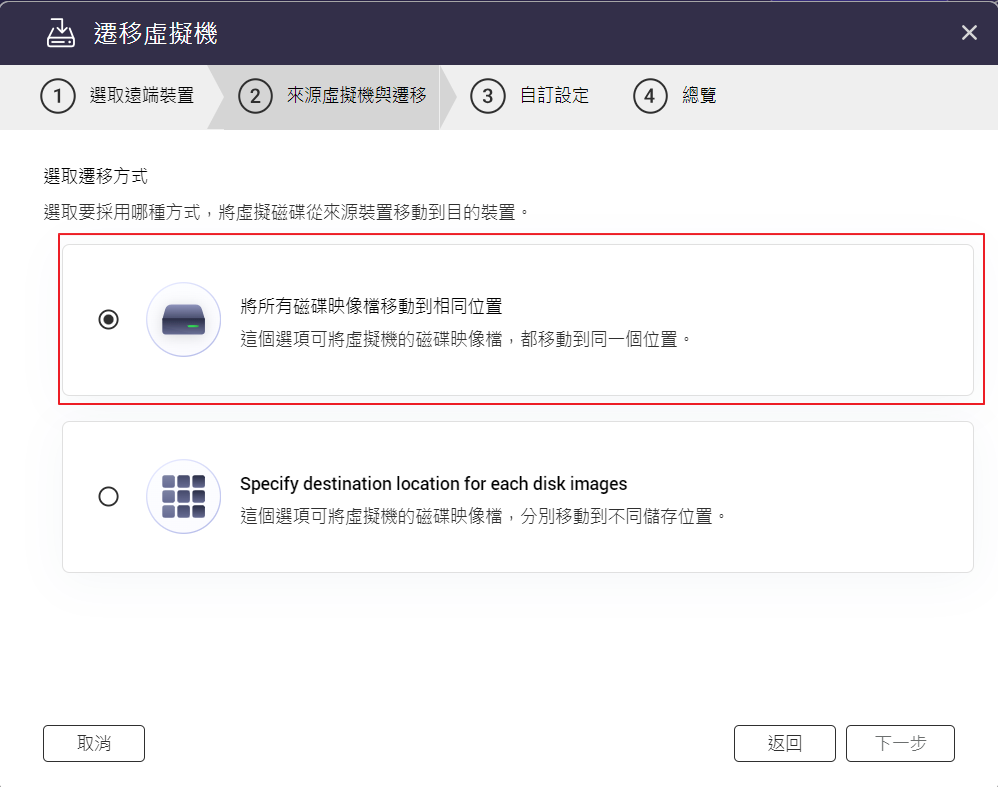 遷移虛擬機
1 選取遠端裝置 2 來源虛擬機與遷移 3 自訂設定 4 總覽
選取遷移方式
選取要採用哪種方式，將虛擬磁碟從來源裝置移動到目的裝置。
將所有磁碟映像檔移動到相同位置
這個選項可將虛擬機的磁碟映像檔，都移動到同一個位置。
Specify destination location for each disk images
這個選項可將虛擬機的磁碟映像檔，分別移動到不同儲存位置。
取消 返回 下一步